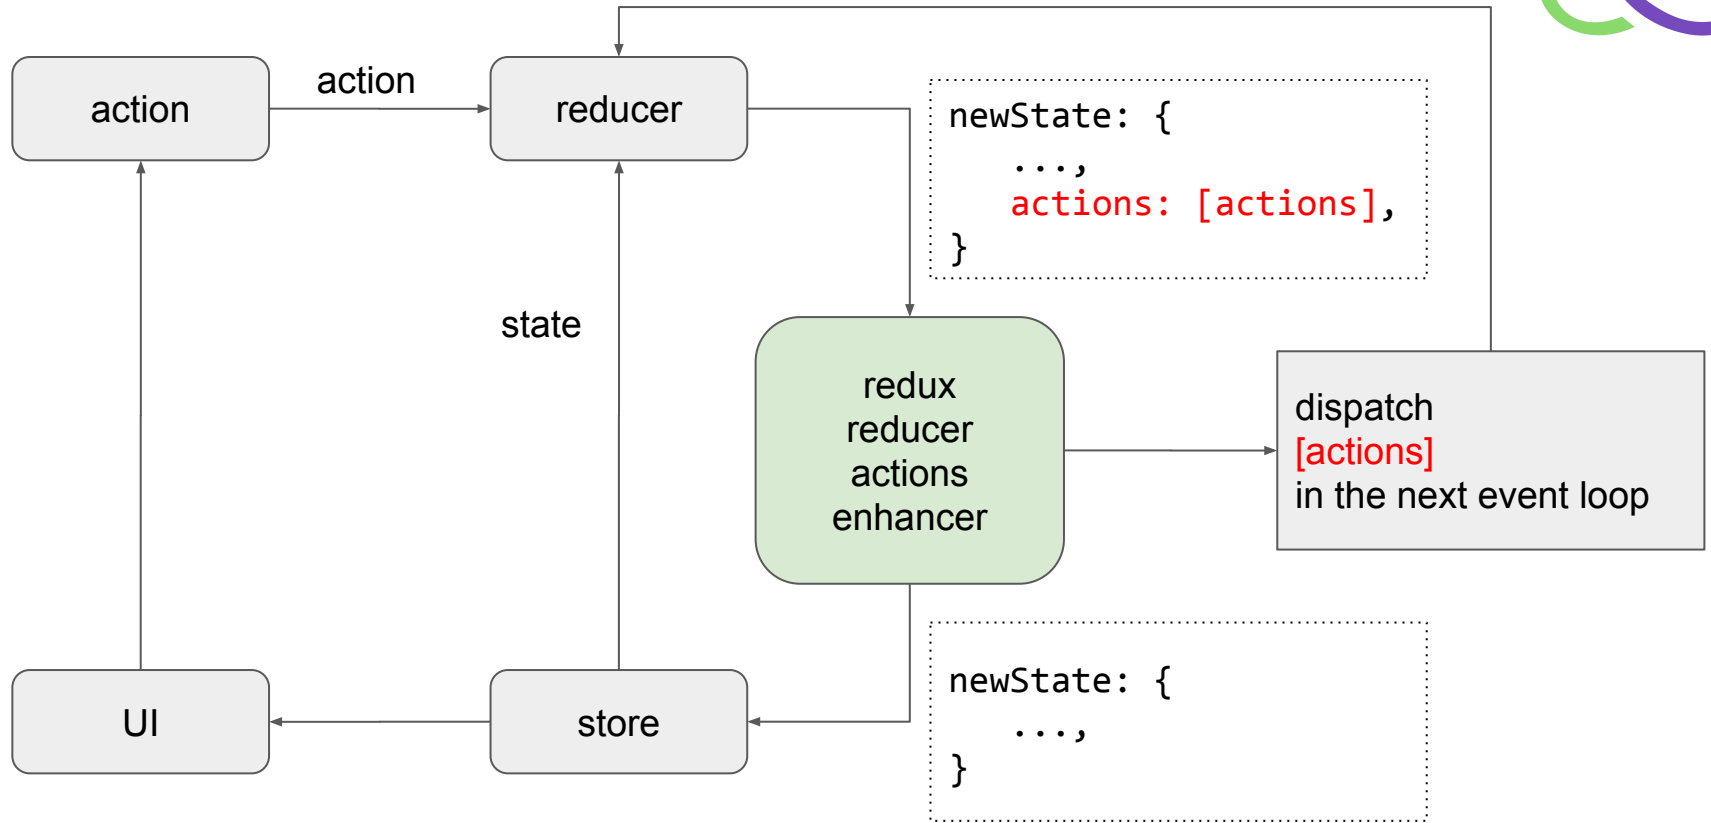 action
action
reducer
newState: {
...,
actions: [actions],
}
state
redux
reducer
actions
enhancer
dispatch
[actions]
in the next event loop
UI
store
newState: {
...,
}